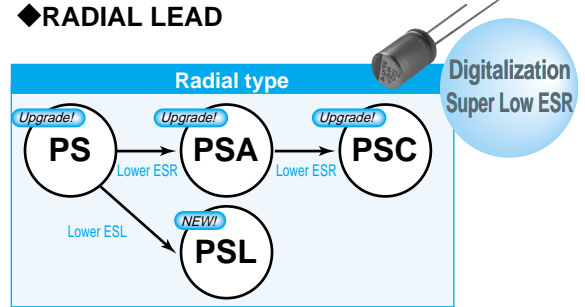 ◆RADIAL LEAD
Digitalization
Super Low ESR
Radial type
Upgrade!
Upgrade!
Upgrade!
PS
PSA
PSC
Lower ESR
Lower ESR
Lower ESL
NEW!
PSL